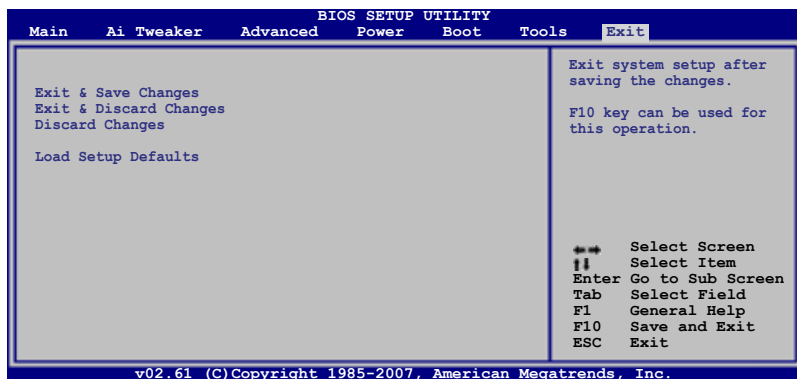 BIOS SETUP UTILITY
Main Ai Tweaker Advanced Power Boot Tools Exit
Exit & Save Changes
Exit & Discard Changes
Discard Changes
Load Setup Defaults
Exit system setup after
saving the changes.
F10 key can be used for
this operation.
Select Screen
Select Item
Enter Go to Sub Screen
Tab Select Field
F1 General Help
F10 Save and Exit
ESC Exit
v02.61 (C)Copyright 1985-2007, American Megatrends, Inc.